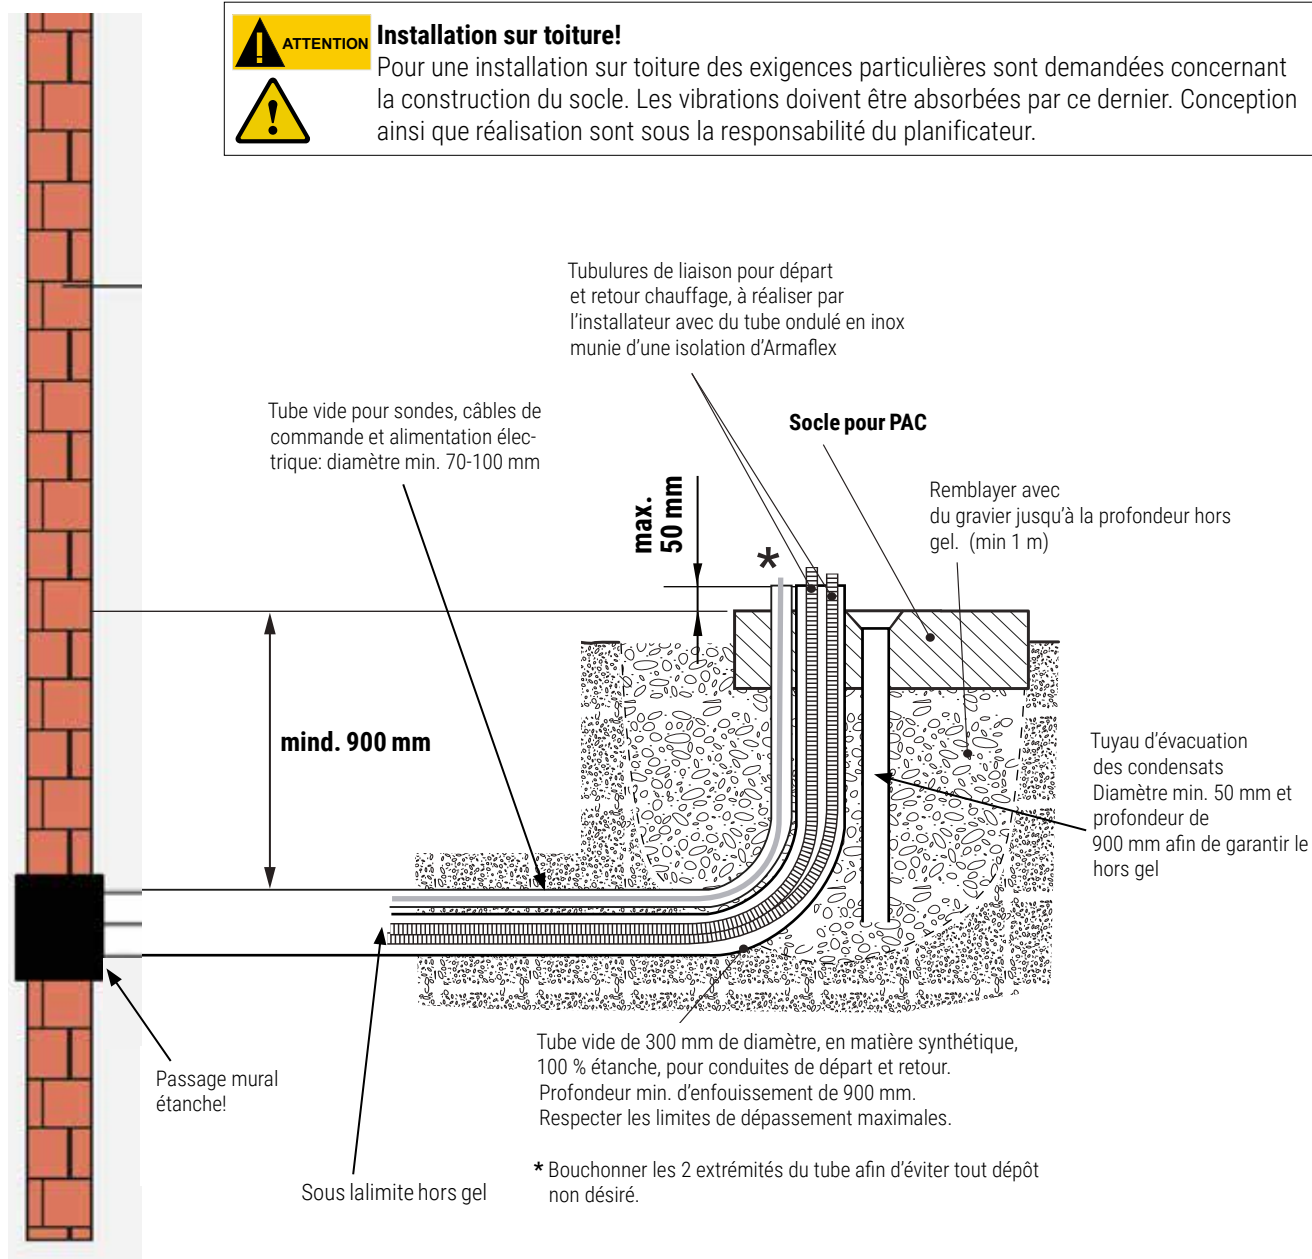 ATTENTION
Installation sur toiture!
Pour une installation sur toiture des exigences particulières sont demandées concernant
la construction du socle. Les vibrations doivent être absorbées par ce dernier. Conception
ainsi que réalisation sont sous la responsabilité du planificateur.
Tubulures de liaison pour départ
et retour chauffage, à réaliser par
l'installateur avec du tube ondulé en inox
munie d'une isolation d'Armaflex
Tube vide pour sondes, câbles de
commande et alimentation élec-
trique: diamètre min. 70-100 mm
Socle pour PAC
max.
50 mm
*
Remblayer avec
du gravier jusqu'à la profondeur hors
gel. (min 1 m)
mind. 900 mm
Tuyau d'évacuation
des condensats
Diamètre min. 50 mm et
profondeur de
900 mm afin de garantir le
hors gel
Passage mural
étanche!
Tube vide de 300 mm de diamètre, en matière synthétique,
100 % étanche, pour conduites de départ et retour.
Profondeur min. d'enfouissement de 900 mm.
Respecter les limites de dépassement maximales.
* Bouchonner les 2 extrémités du tube afin d'éviter tout dépôt
non désiré.
Sous lalimite hors gel